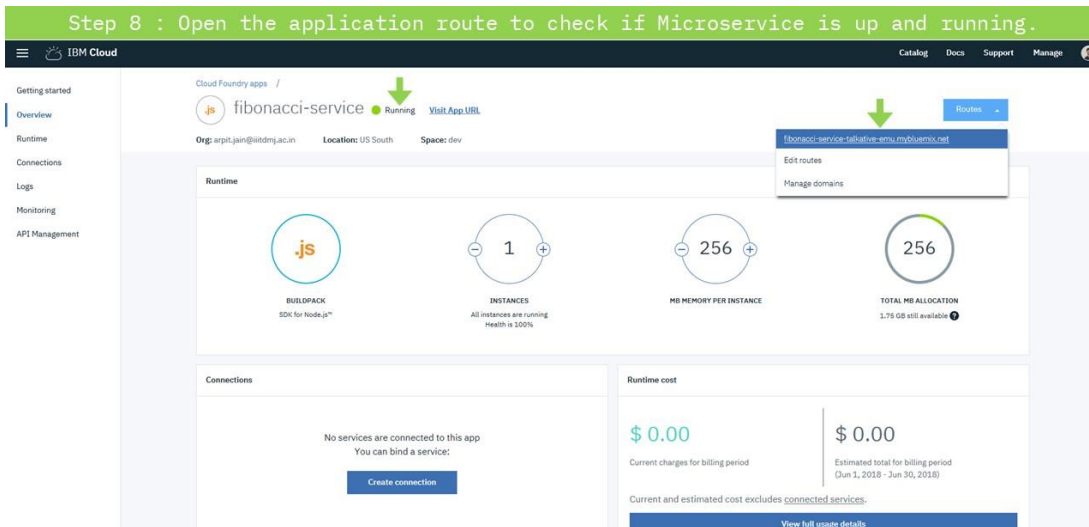 Step 8 : Open the application route to check if Microservice is up and running.
IBM Cloud
Catalog Docs Support Manage
Getting started
Overview
Runtime
Connections
Logs
Monitoring
API Management
Cloud Foundry apps /
.js
fibonacci-service Running Visit App URL
Routes
Org: arpit.jain@iiitdmj.ac.in Location: US South Space: dev
fibonacci-service-talkative-emu.mybluemix.net
Edit routes
Manage domains
Runtime
.js
BUILDPACK
SDK for Node.js™
1
INSTANCES
All instances are running
Health is 100%
256
MB MEMORY PER INSTANCE
256
TOTAL MB ALLOCATION
1.75 GB still available ?
Connections
No services are connected to this app
You can bind a service:
Create connection
Runtime cost
$ 0.00
Current charges for billing period
$ 0.00
Estimated total for billing period
(Jun 1, 2018 - Jun 30, 2018)
Current and estimated cost excludes connected services.
View full usage details